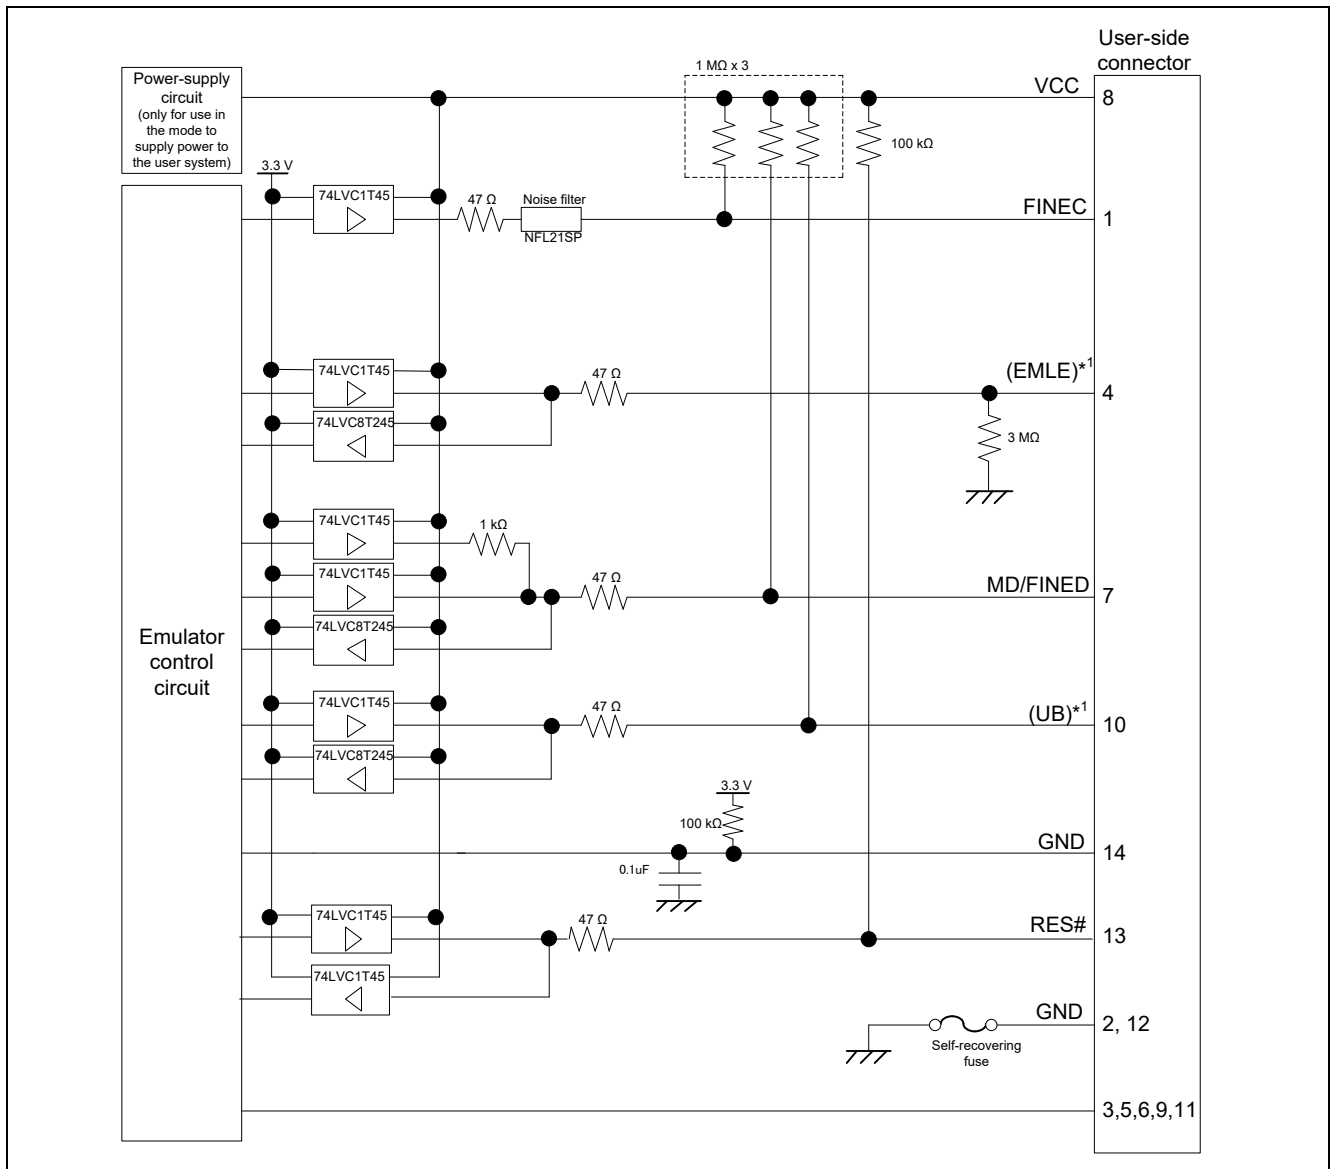 User-side
connector
Power-supply
circuit
(only for use in
the mode to
supply power to
the user system)
1 MΩ x 3
VCC
8
100 kΩ
3.3 V
74LVC1T45
47 Ω
Noise filter
NFL21SP
FINEC
1
74LVC1T45
47 Ω
(EMLE)*1
4
74LVC8T245
3 MΩ
74LVC1T45
1 kΩ
74LVC1T45
47 Ω
MD/FINED
7
74LVC8T245
Emulator
control
circuit
74LVC1T45
47 Ω
(UB)*1
10
74LVC8T245
3.3 V
100 kΩ
GND
14
0.1uF
74LVC1T45
47 Ω
RES#
13
74LVC1T45
GND
2, 12
Self-recovering
fuse
3,5,6,9,11